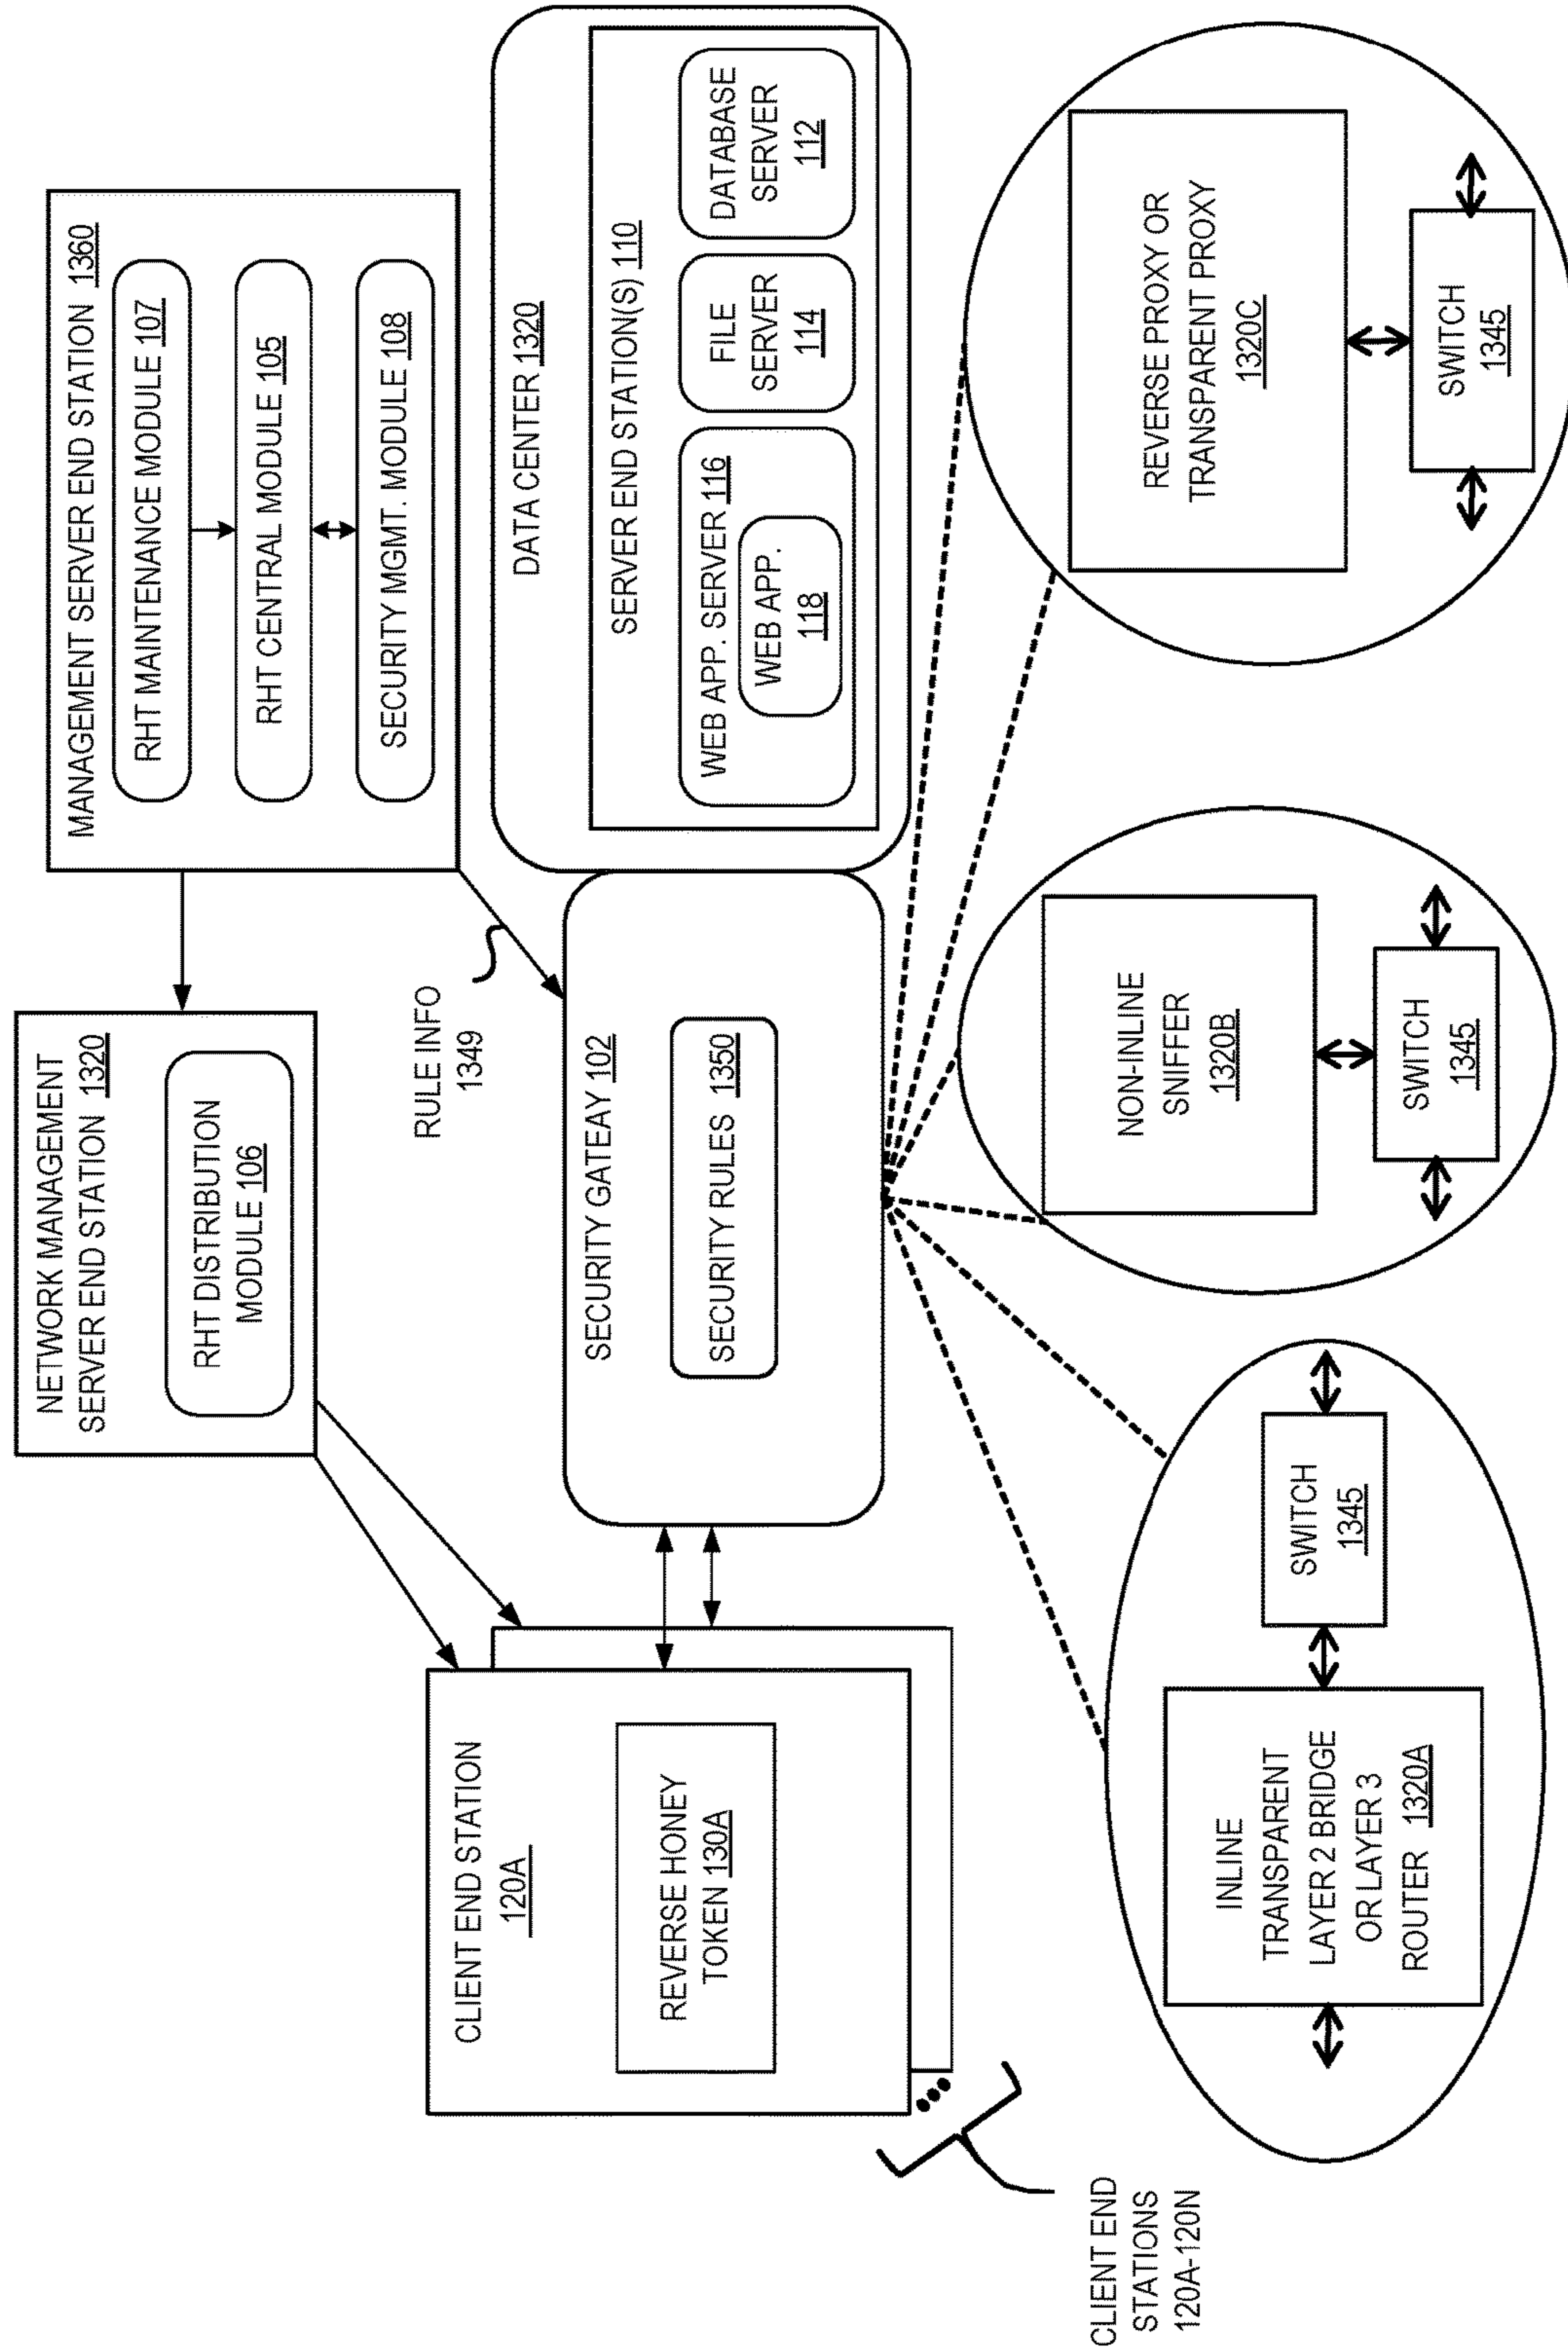 NETWORK MANAGEMENT
SERVER END STATION 1320
RHT DISTRIBUTION
MODULE 106
MANAGEMENT SERVER END STATION 1360
RHT MAINTENANCE MODULE 107
RHT CENTRAL MODULE 105
SECURITY MGMT. MODULE 108
RULE INFO
1349
CLIENT END STATION
120A
REVERSE HONEY
TOKEN 130A
CLIENT END
STATIONS
120A-120N
SECURITY GATEAY 102
SECURITY RULES 1350
DATA CENTER 1320
SERVER END STATION(S) 110
WEB APP. SERVER 116
WEB APP.
118
FILE
SERVER
114
DATABASE
SERVER
112
INLINE
TRANSPARENT
LAYER 2 BRIDGE
OR LAYER 3
ROUTER 1320A
SWITCH
1345
NON-INLINE
SNIFFER
1320B
SWITCH
1345
REVERSE PROXY OR
TRANSPARENT PROXY
1320C
SWITCH
1345